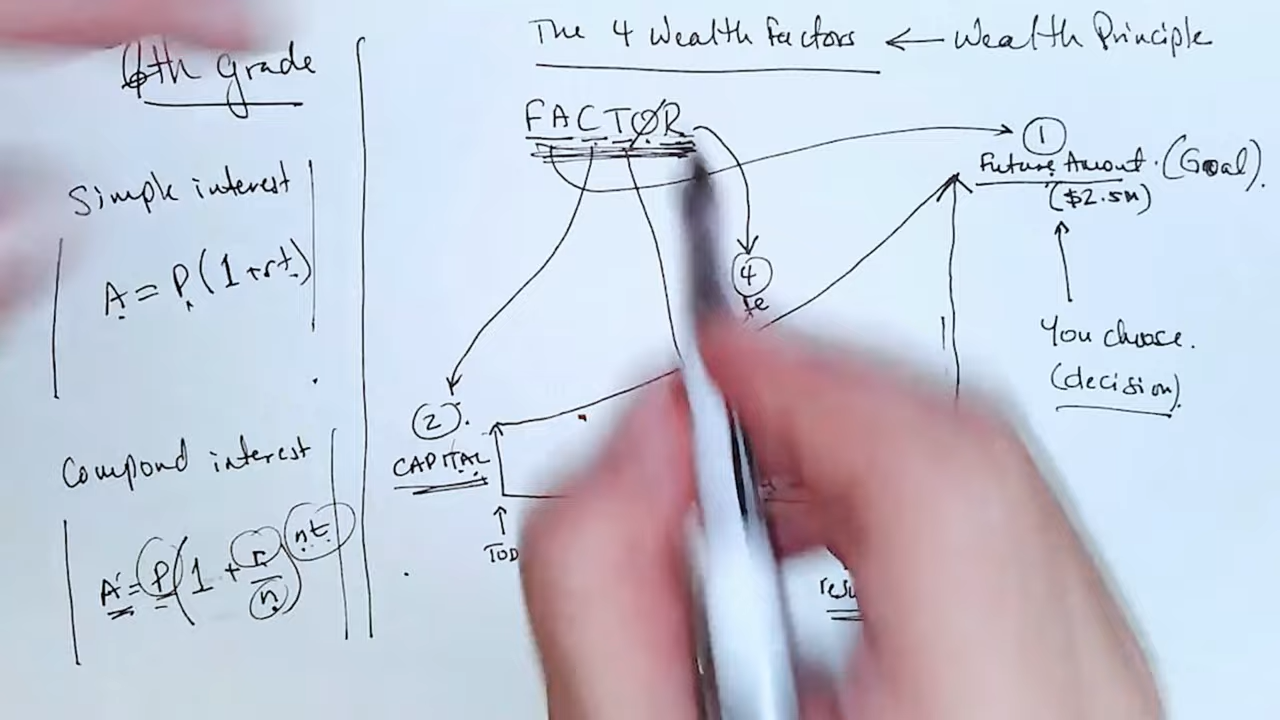 6th Grade
Simple interest
A = P(1+rt)
Compound interest
A = P(1 + r/n)^nt
The 4 Wealth Factors ← Wealth Principle
FACTOR
1
Future Amount. (Goal).
($2.5M)
4
You choose.
(decision).
2
CAPITAL